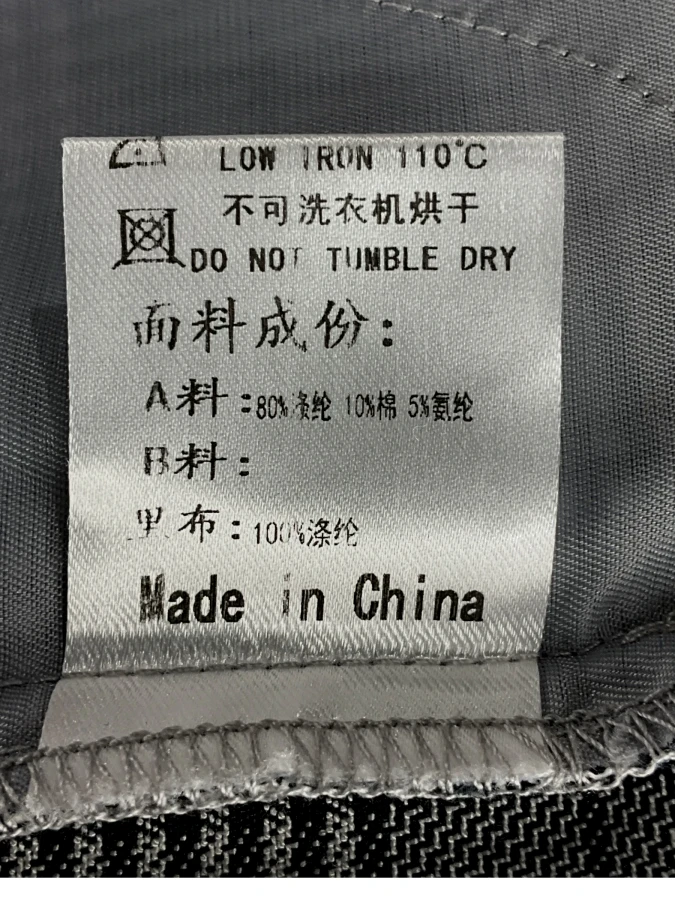 LOW IRON 110°C
不可洗衣机烘干
DO NOT TUMBLE DRY
面料成份:
A料:80%涤纶 10%棉 5%氨纶
B料:
里布:100%涤纶
Made in China